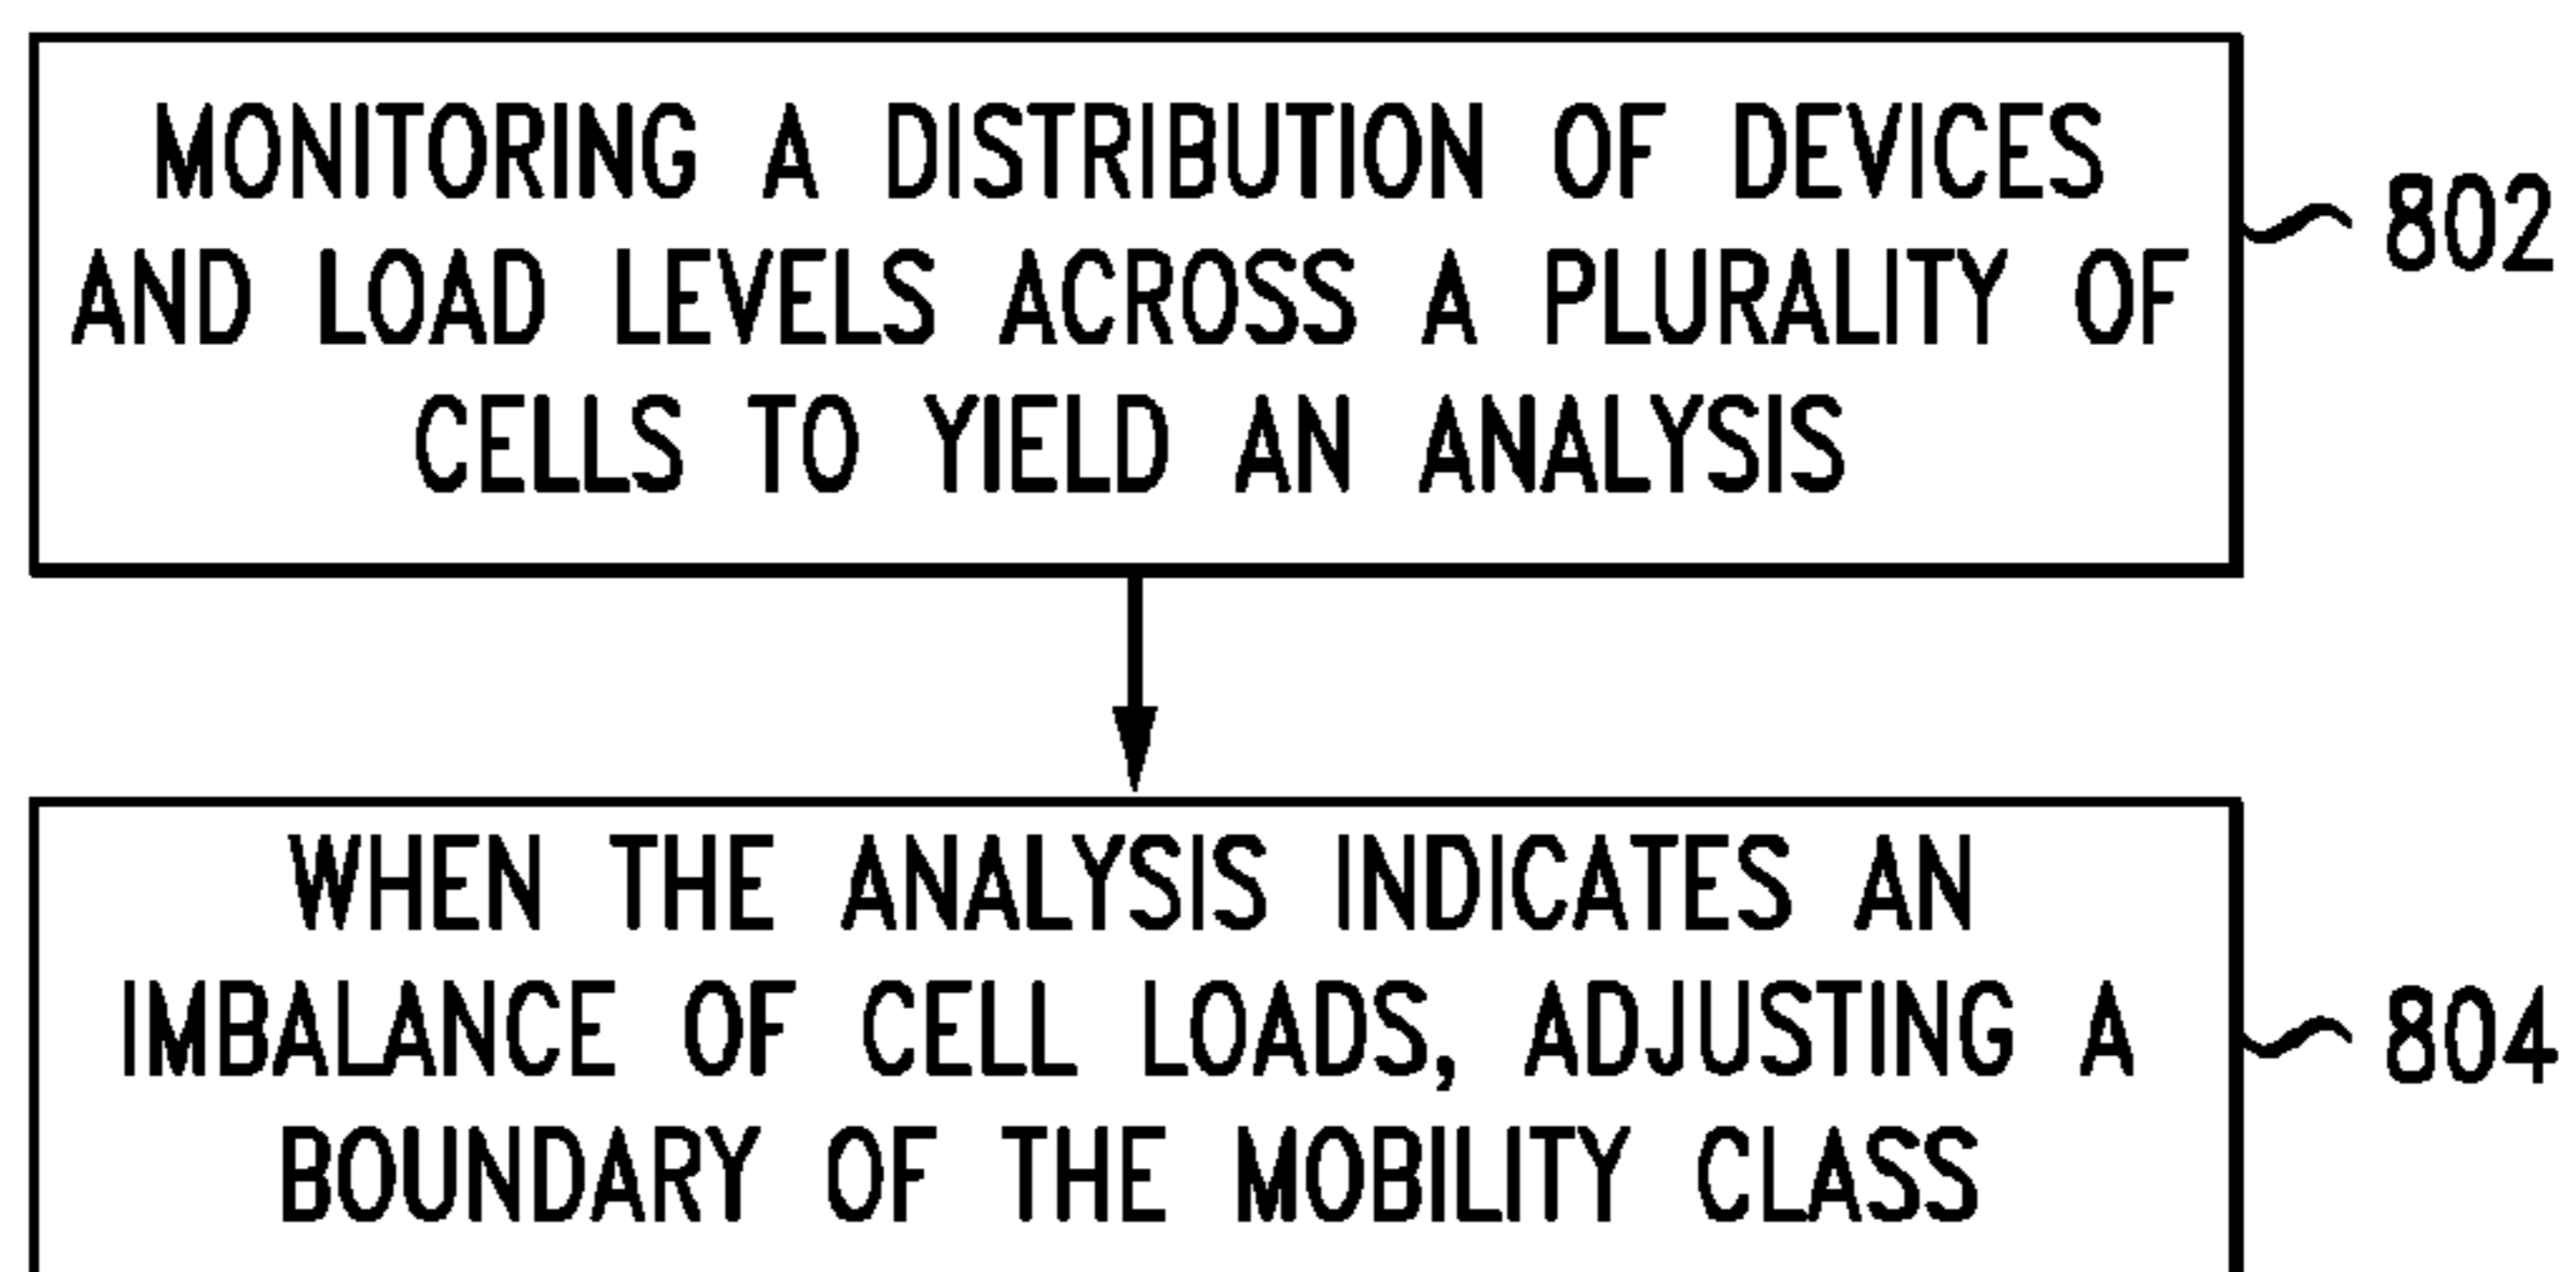 MONITORING A DISTRIBUTION OF DEVICES
AND LOAD LEVELS ACROSS A PLURALITY OF
CELLS TO YIELD AN ANALYSIS
802
WHEN THE ANALYSIS INDICATES AN
IMBALANCE OF CELL LOADS, ADJUSTING A
BOUNDARY OF THE MOBILITY CLASS
804